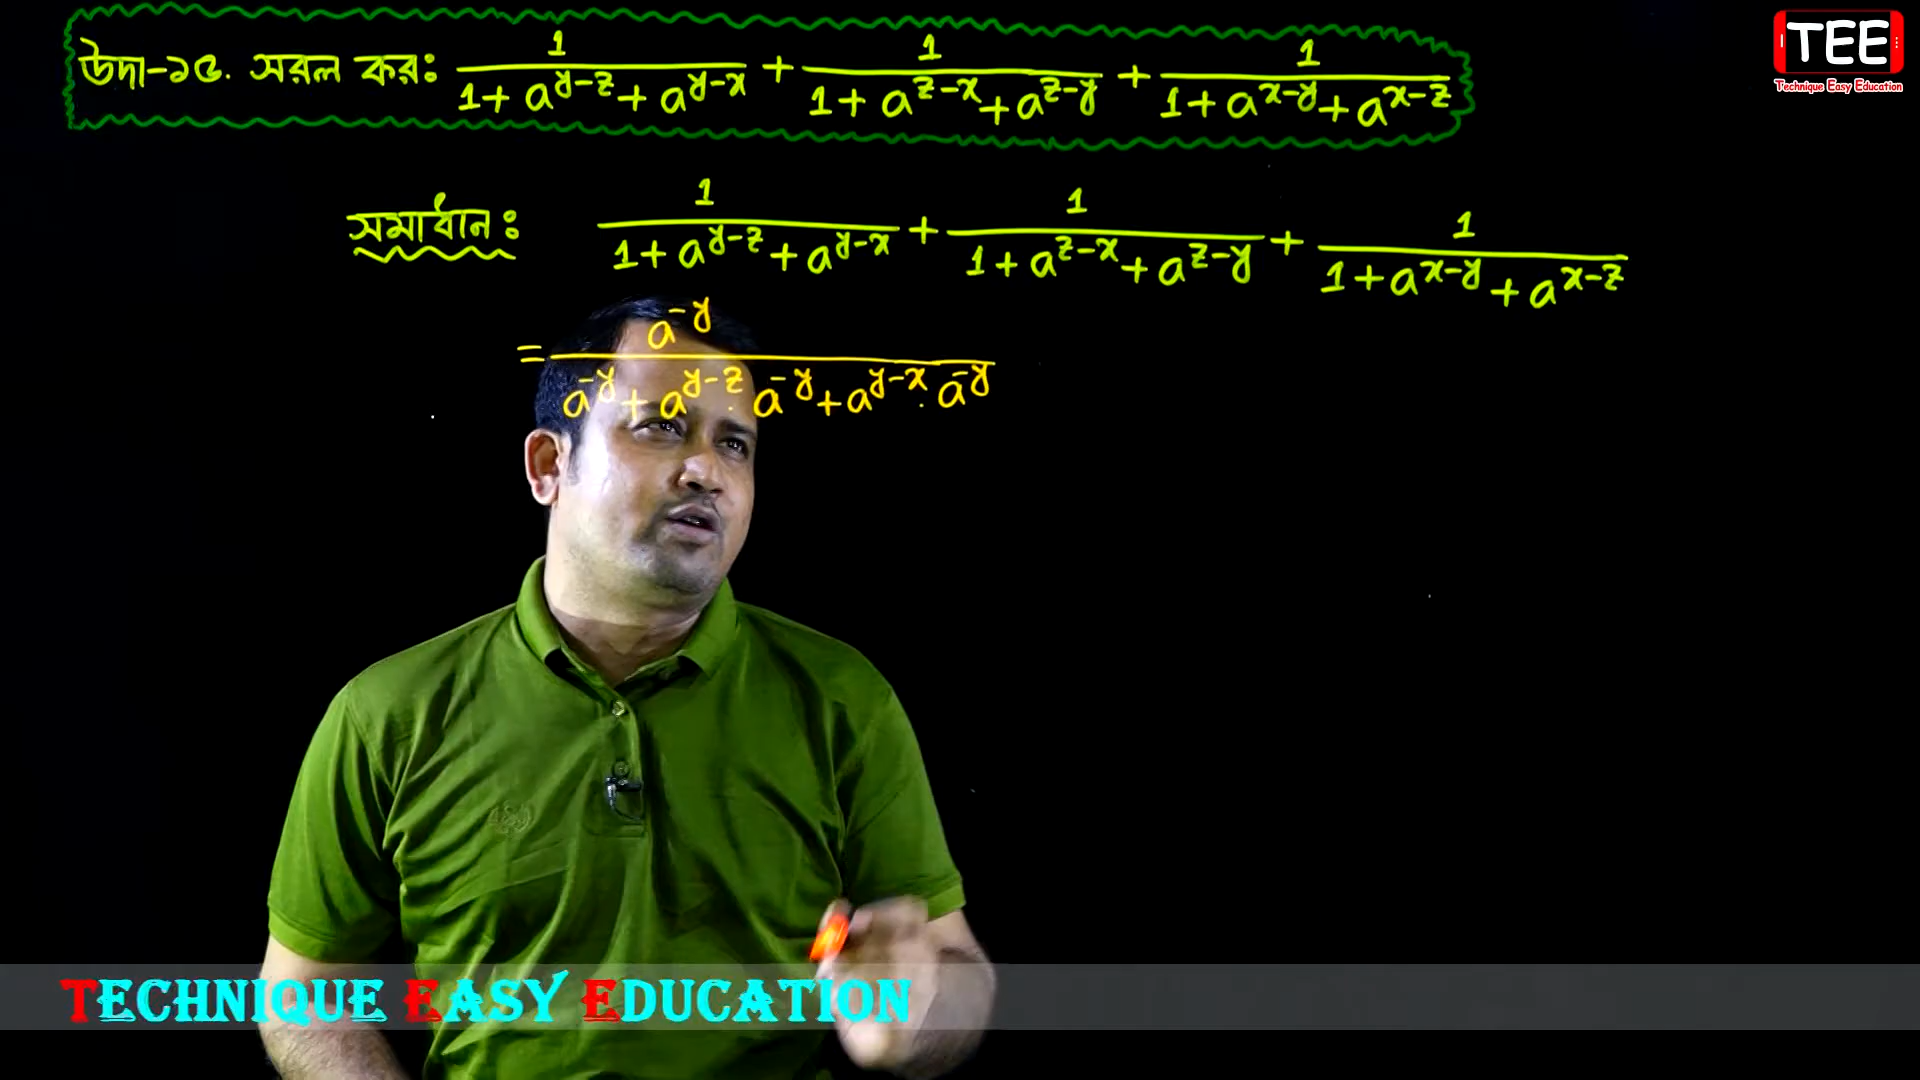 উদা-১৫. সরল কর: 1/(1+a^(y-z)+a^(y-x)) + 1/(1+a^(z-x)+a^(z-y)) + 1/(1+a^(x-y)+a^(x-z))
TEE
Technique Easy Education
সমাধান: 1/(1+a^(y-z)+a^(y-x)) + 1/(1+a^(z-x)+a^(z-y)) + 1/(1+a^(x-y)+a^(x-z))
= a^(-y)/(a^(-y)+a^(y-z).a^(-y)+a^(y-x).a^(-y))
TECHNIQUE EASY EDUCATION